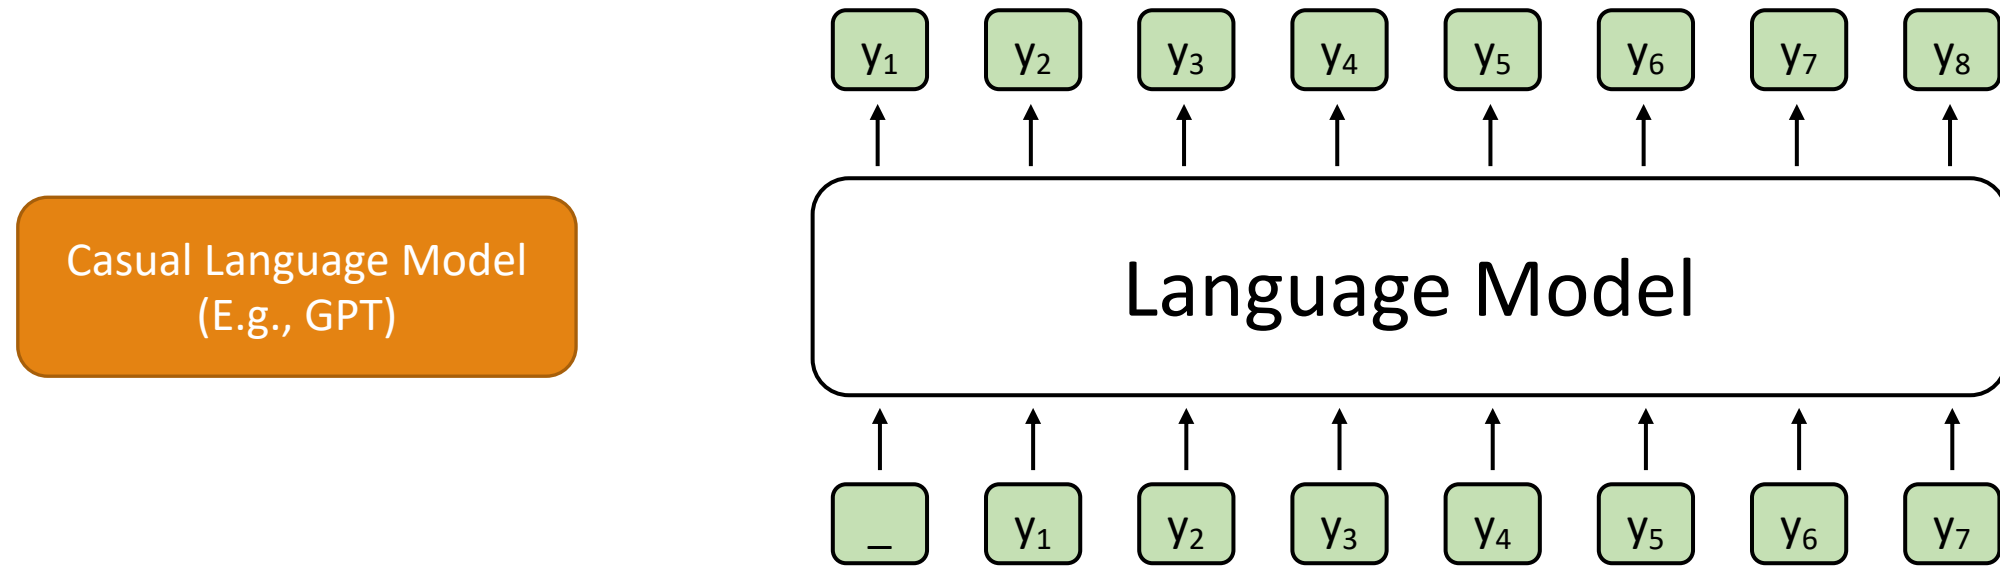 y1 y2 y3 y4 y5 y6 y7 y8
Casual Language Model
(E.g., GPT)
Language Model
_ y1 y2 y3 y4 y5 y6 y7